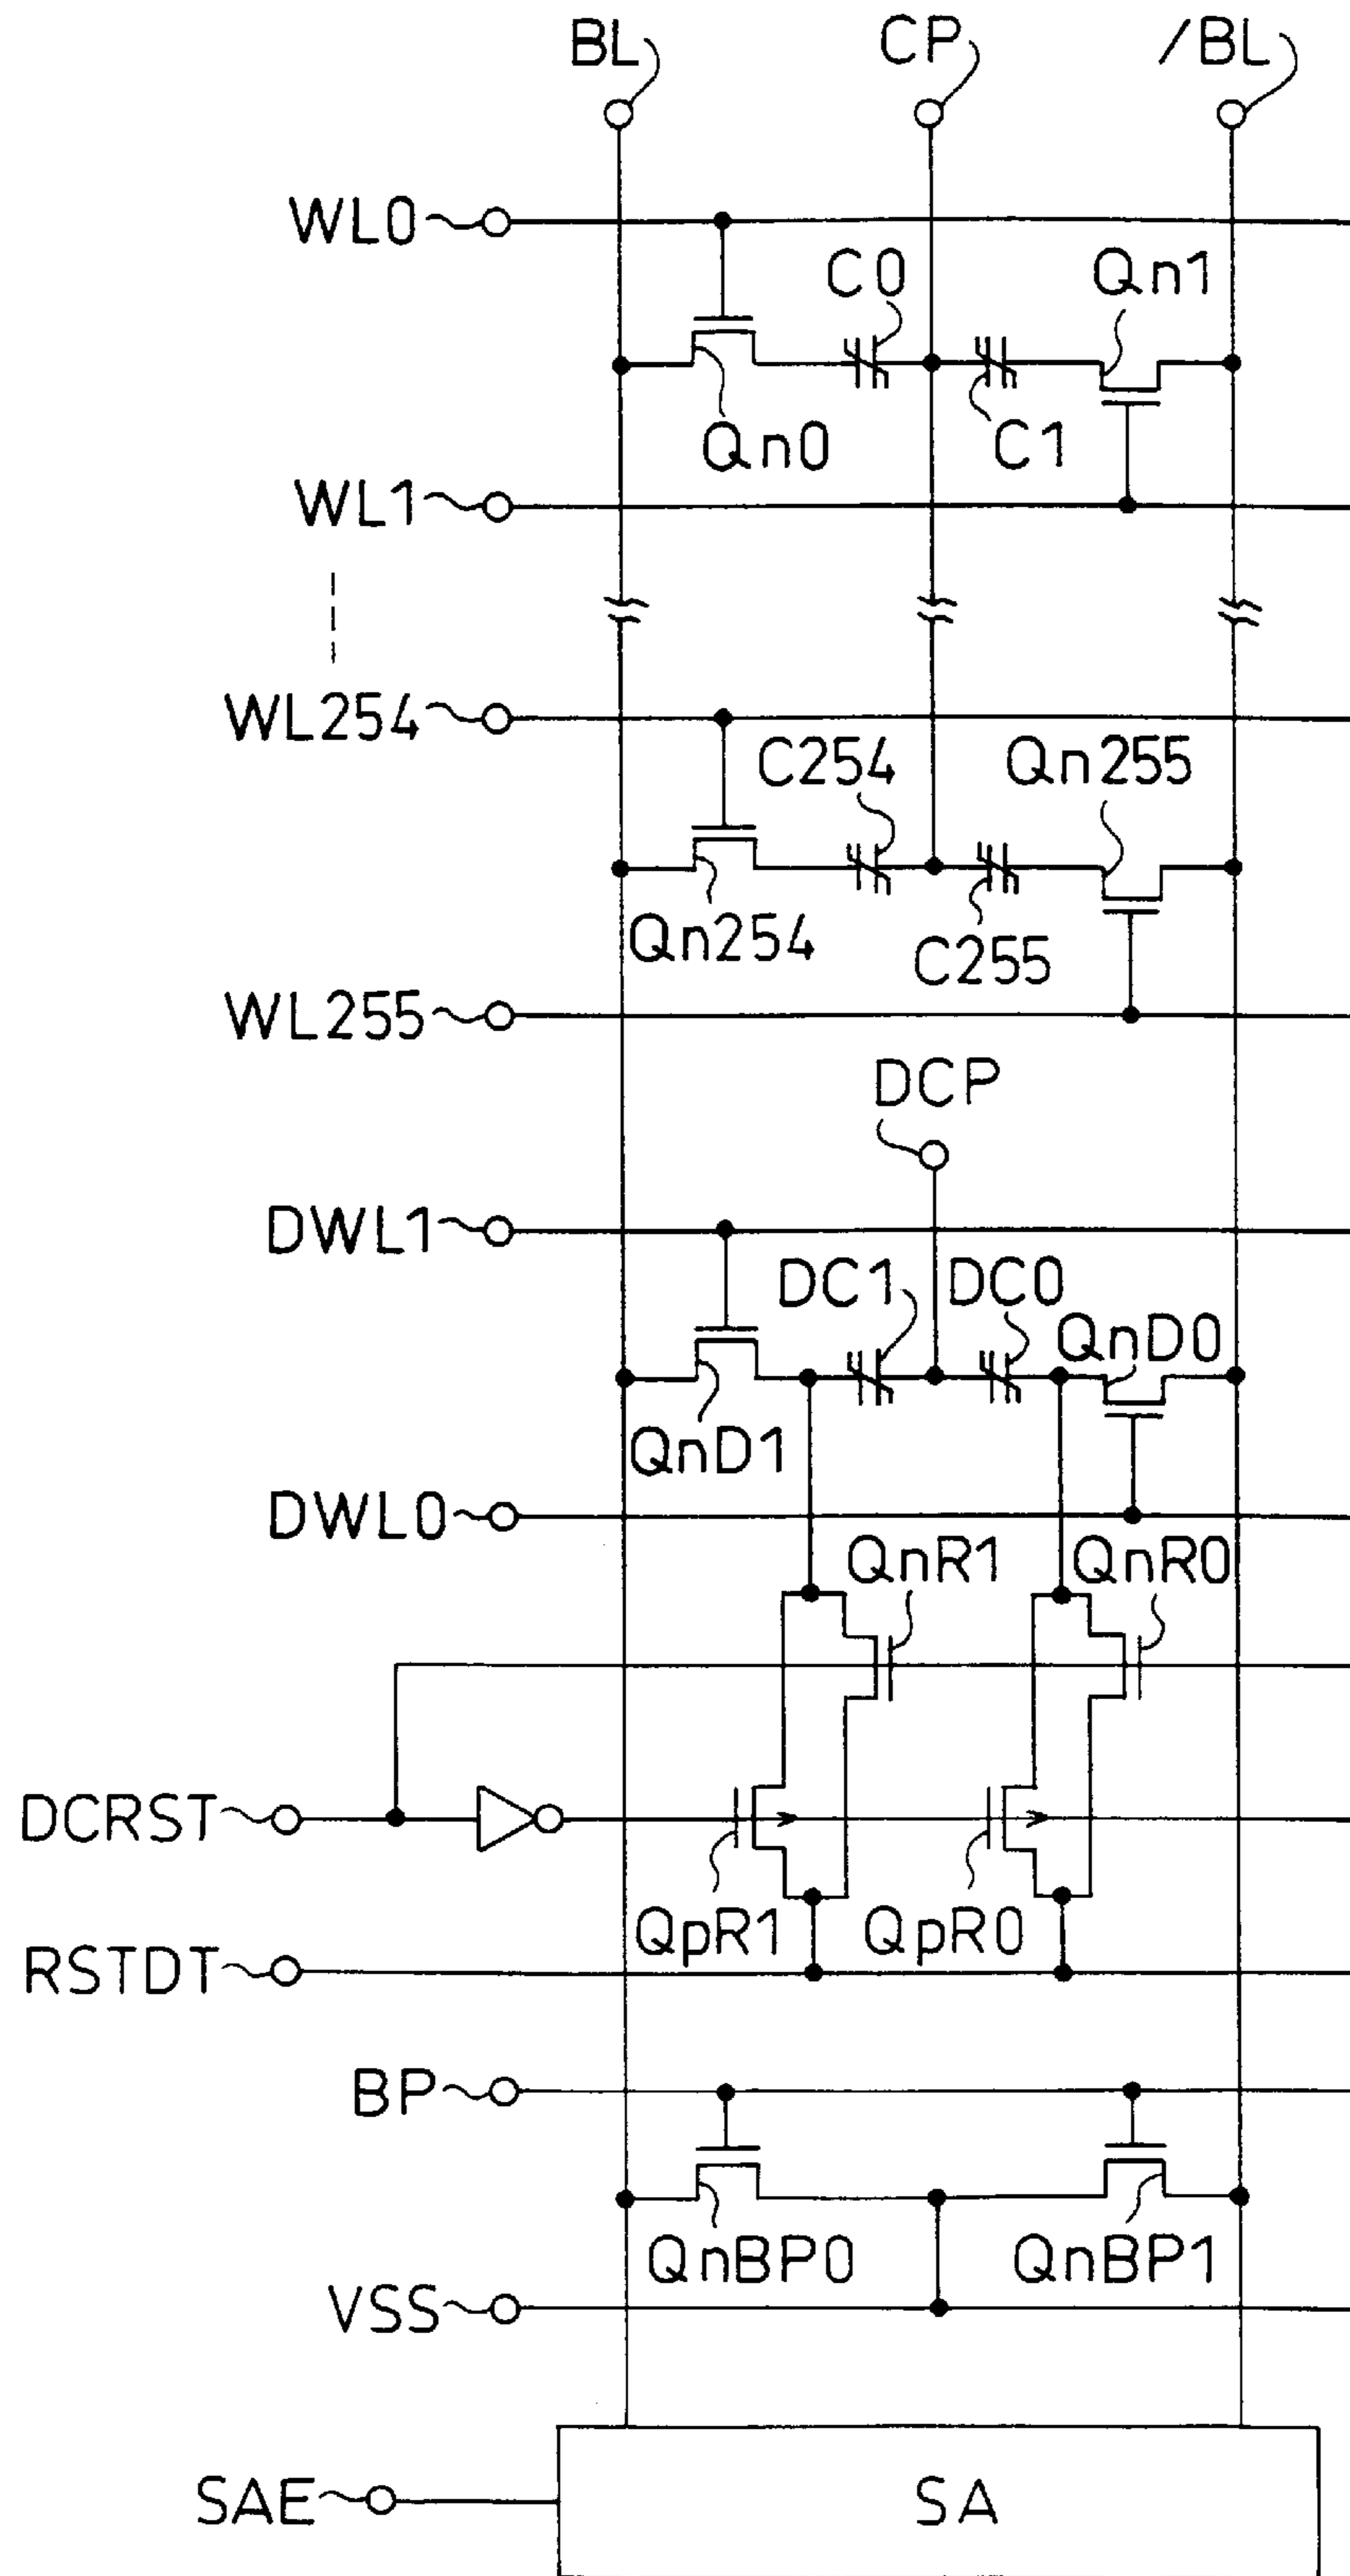 BL
CP
/BL
WL0
C0
Qn1
Qn0
C1
WL1
WL254
C254
Qn255
Qn254
C255
WL255
DCP
DWL1
DC1
DC0
QnD0
QnD1
DWL0
QnR1
QnR0
DCRST
QpR1
QpR0
RSTDT
BP
QnBP0
QnBP1
VSS
SAE
SA